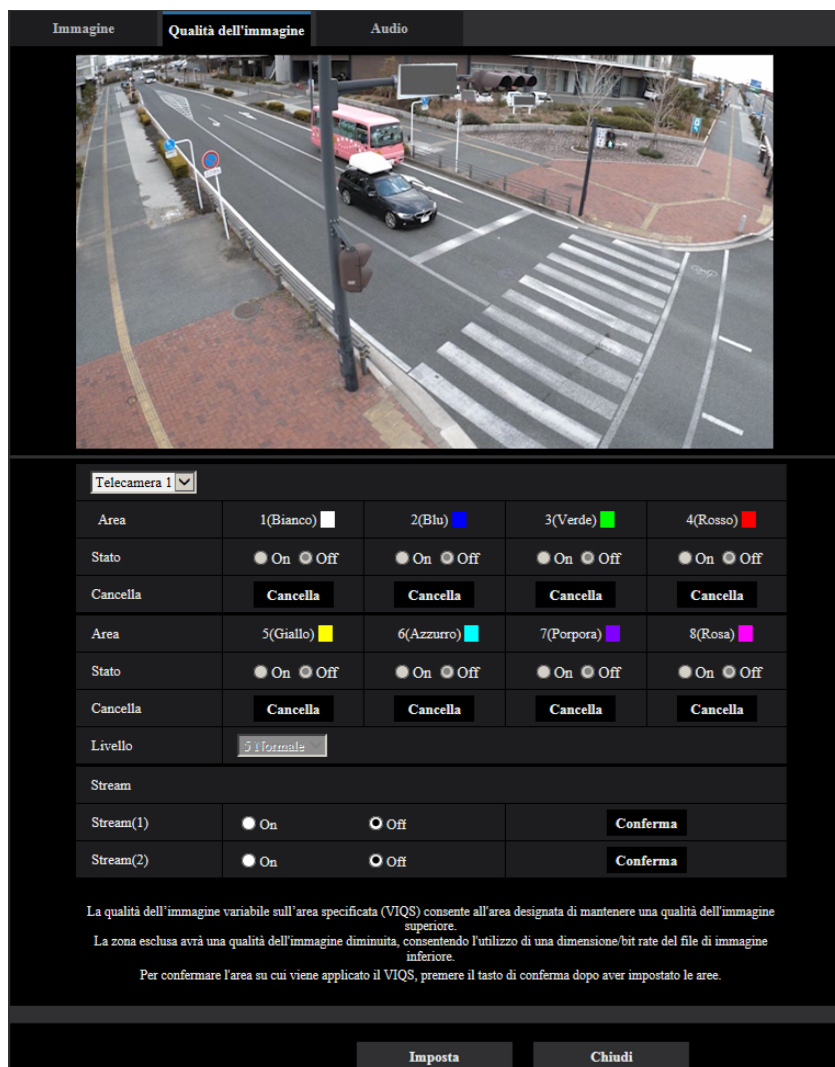 Immagine Qualità dell'immagine Audio
Telecamera 1
Area 1(Bianco) 2(Blu) 3(Verde) 4(Rosso)
Stato On Off On Off On Off On Off
Cancella Cancella Cancella Cancella Cancella
Area 5(Giallo) 6(Azzurro) 7(Porpora) 8(Rosa)
Stato On Off On Off On Off On Off
Cancella Cancella Cancella Cancella Cancella
Livello 5 Normale
Stream
Stream(1) On Off Conferma
Stream(2) On Off Conferma
La qualità dell’immagine variabile sull’area specificata (VIQS) consente all'area designata di mantenere una qualità dell'immagine
superiore.
La zona esclusa avrà una qualità dell'immagine diminuita, consentendo l'utilizzo di una dimensione/bit rate del file di immagine
inferiore.
Per confermare l'area su cui viene applicato il VIQS, premere il tasto di conferma dopo aver impostato le aree.
Imposta Chiudi